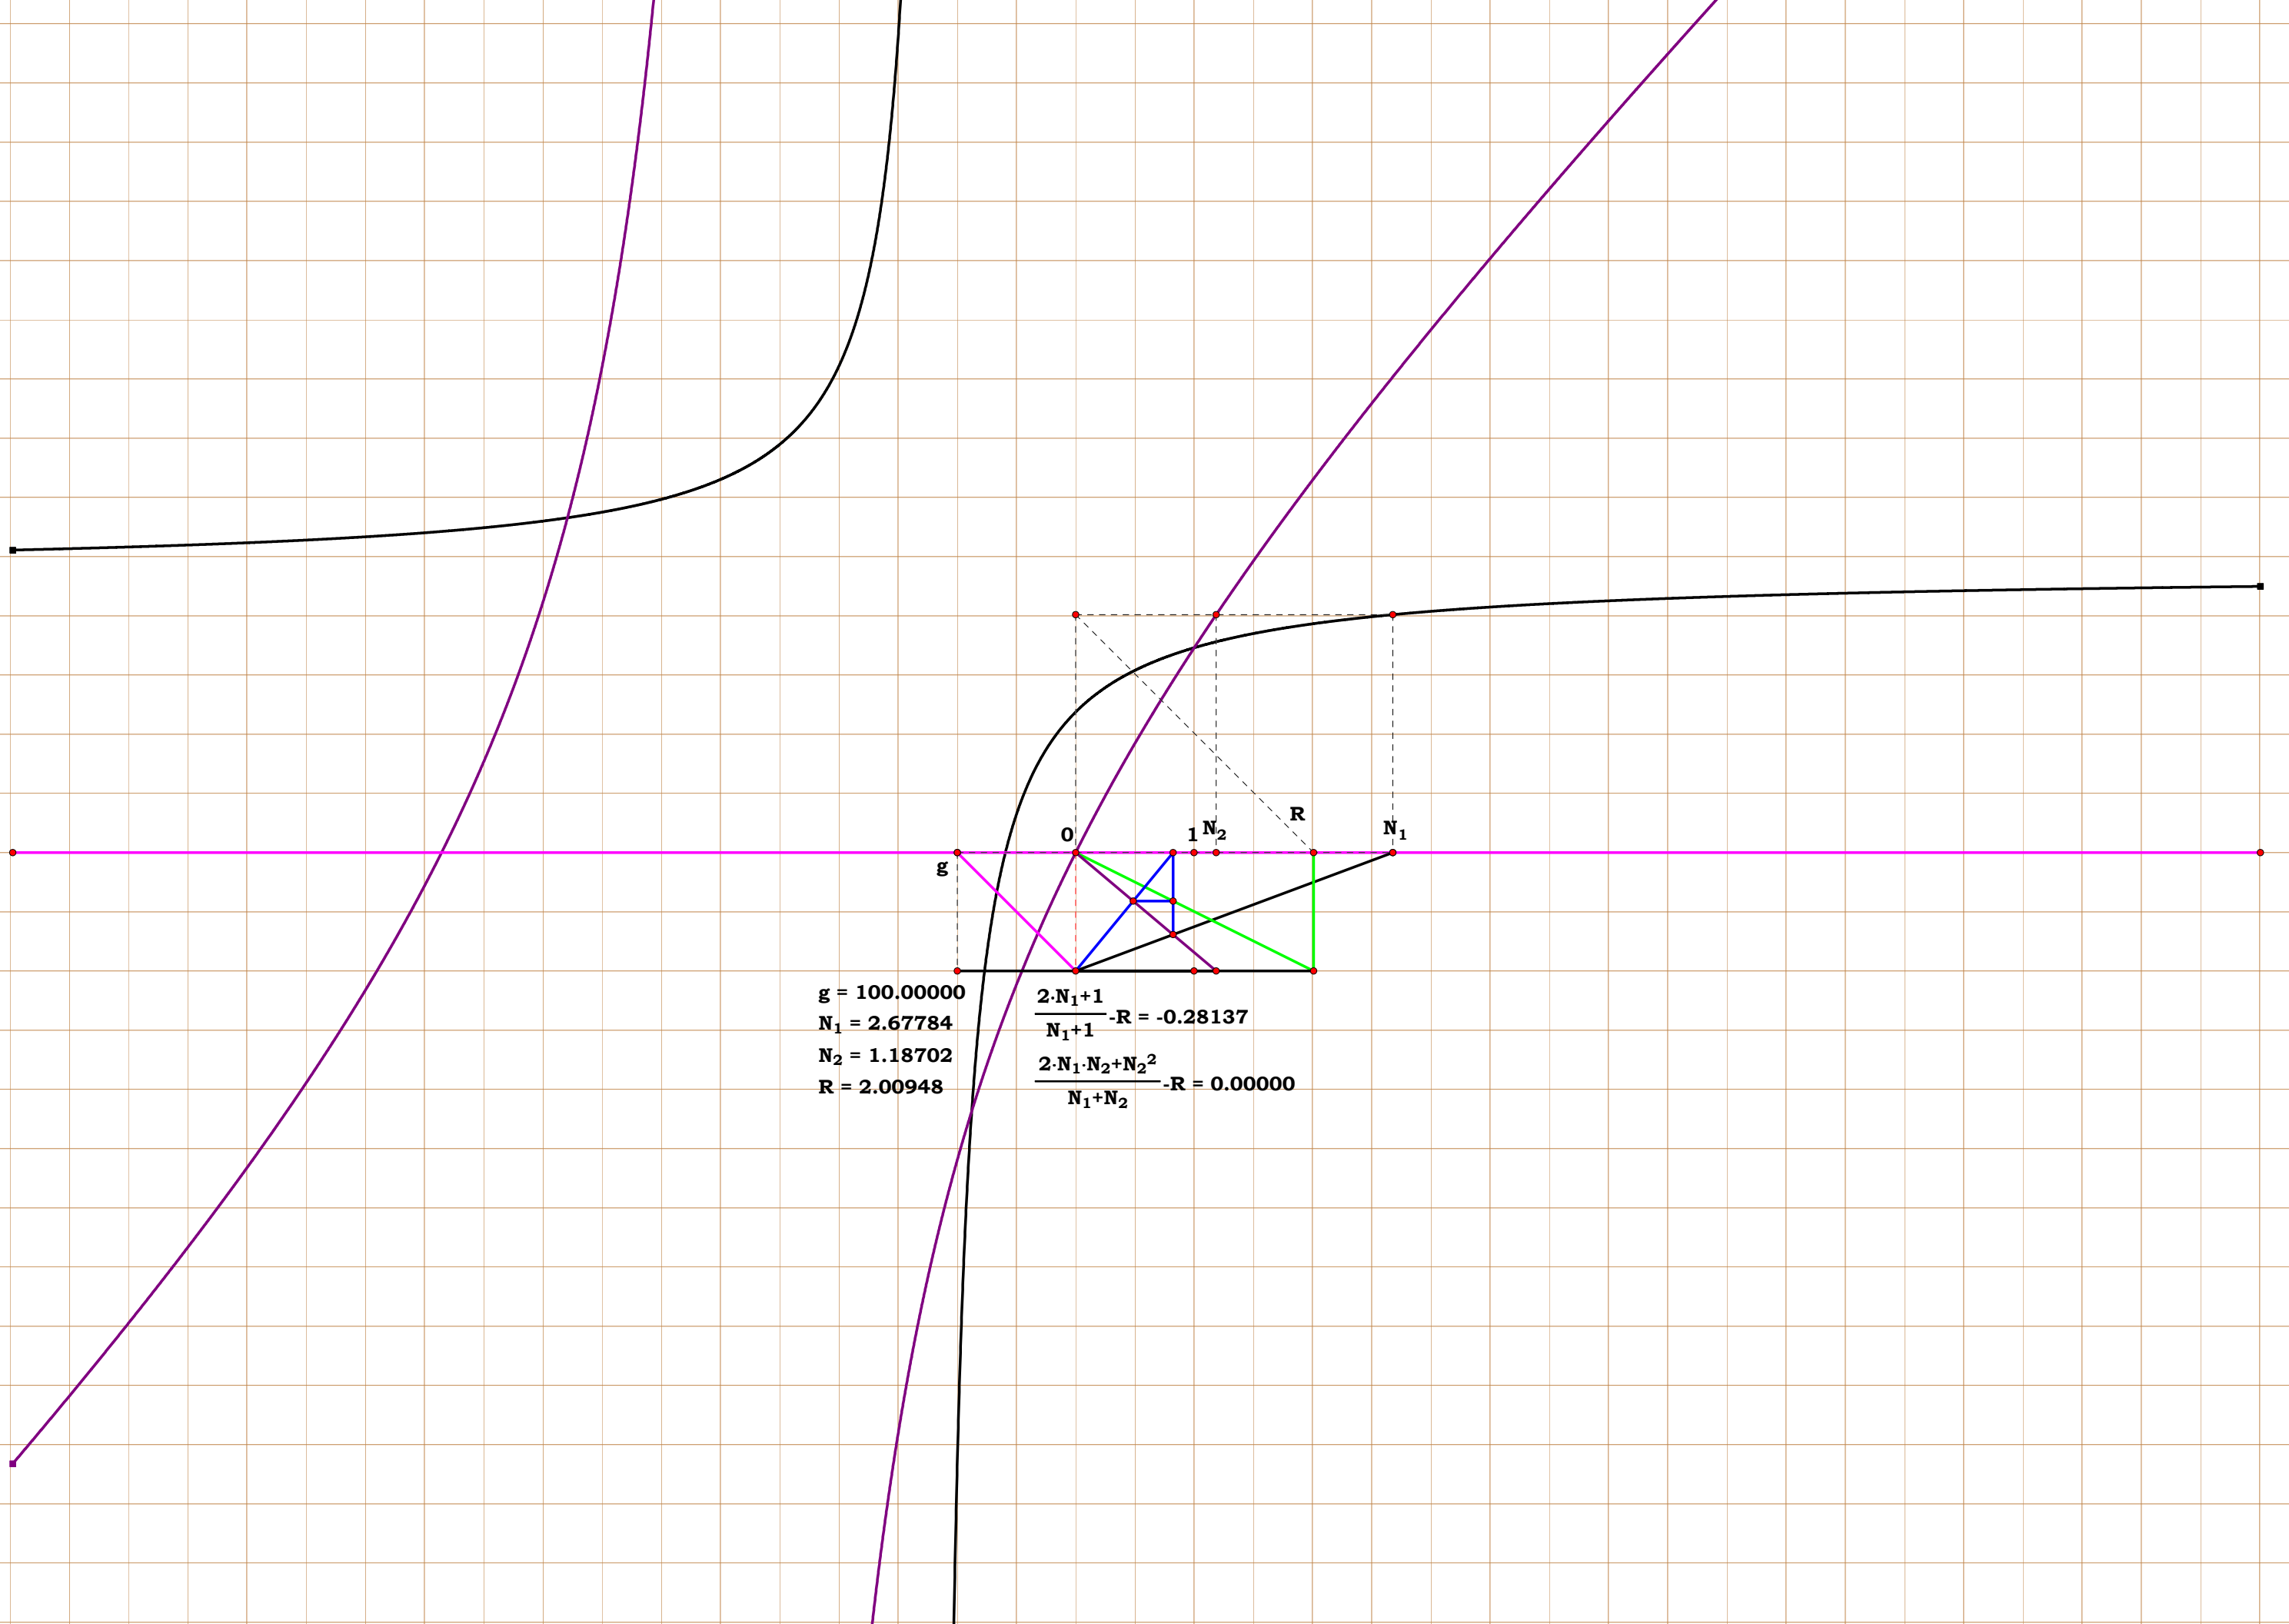 R
0
1 N₂
N₁
g
g = 100.00000
N₁ = 2.67784
N₂ = 1.18702
R = 2.00948
2·N₁+1
N₁+1
-R = -0.28137
2·N₁·N₂+N₂²
N₁+N₂
-R = 0.00000